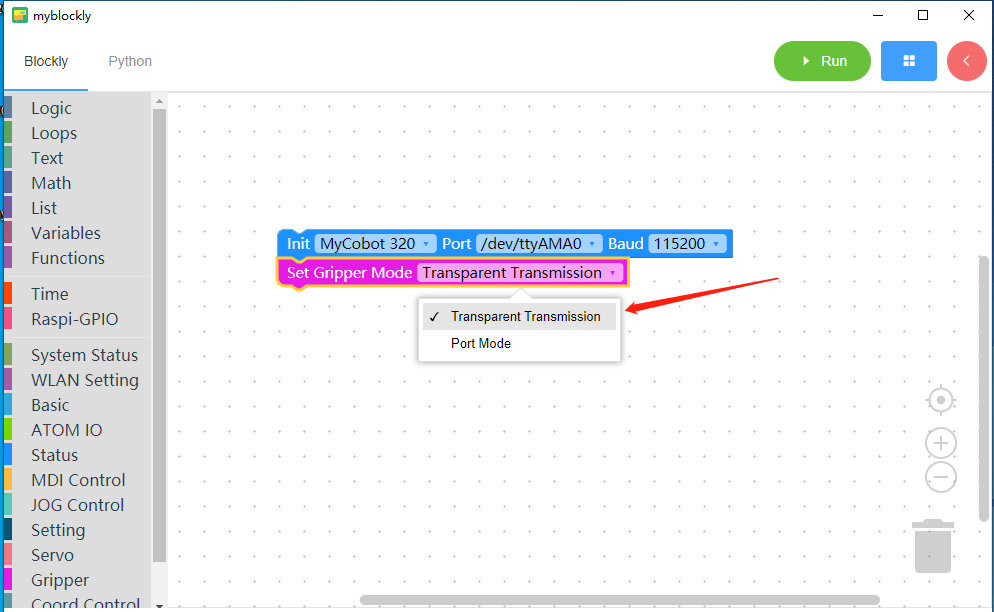 myblockly
Blockly
Python
Run
Logic
Loops
Text
Math
List
Variables
Functions
Time
Raspi-GPIO
System Status
WLAN Setting
Basic
ATOM IO
Status
MDI Control
JOG Control
Setting
Servo
Gripper
Coord Control
Init MyCobot 320 Port /dev/ttyAMA0 Baud 115200
Set Gripper Mode Transparent Transmission
✓ Transparent Transmission
Port Mode